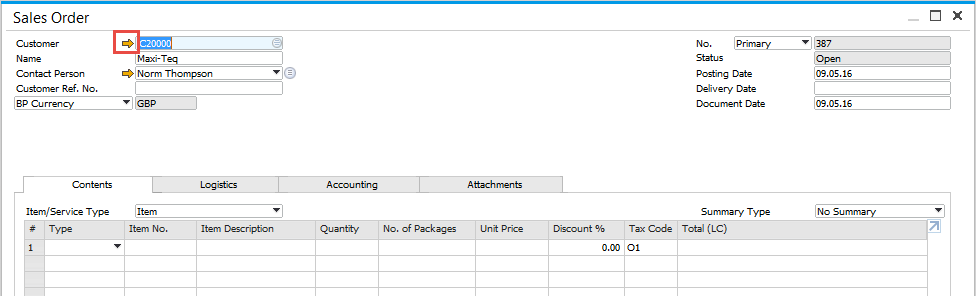 Sales Order
Customer C20000 No. Primary 387
Name Maxi-Teq Status Open
Contact Person Norm Thompson Posting Date 09.05.16
Customer Ref. No. Delivery Date
BP Currency GBP Document Date 09.05.16
Contents Logistics Accounting Attachments
Item/Service Type Item Summary Type No Summary
# Type Item No. Item Description Quantity No. of Packages Unit Price Discount % Tax Code Total (LC)
1 0.00 O1